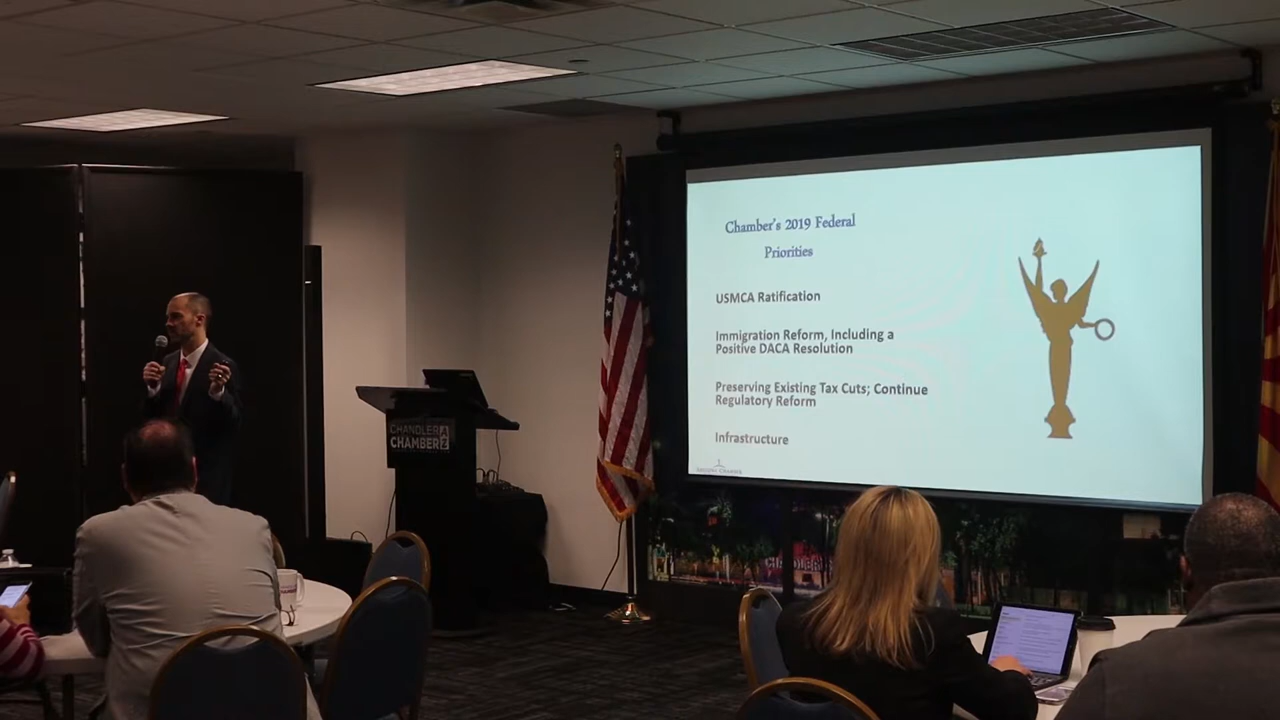 Chamber's 2019 Federal
Priorities
USMCA Ratification
Immigration Reform, Including a
Positive DACA Resolution
Preserving Existing Tax Cuts; Continue
Regulatory Reform
Infrastructure
CHANDLER
CHAMBER
CHANDLER